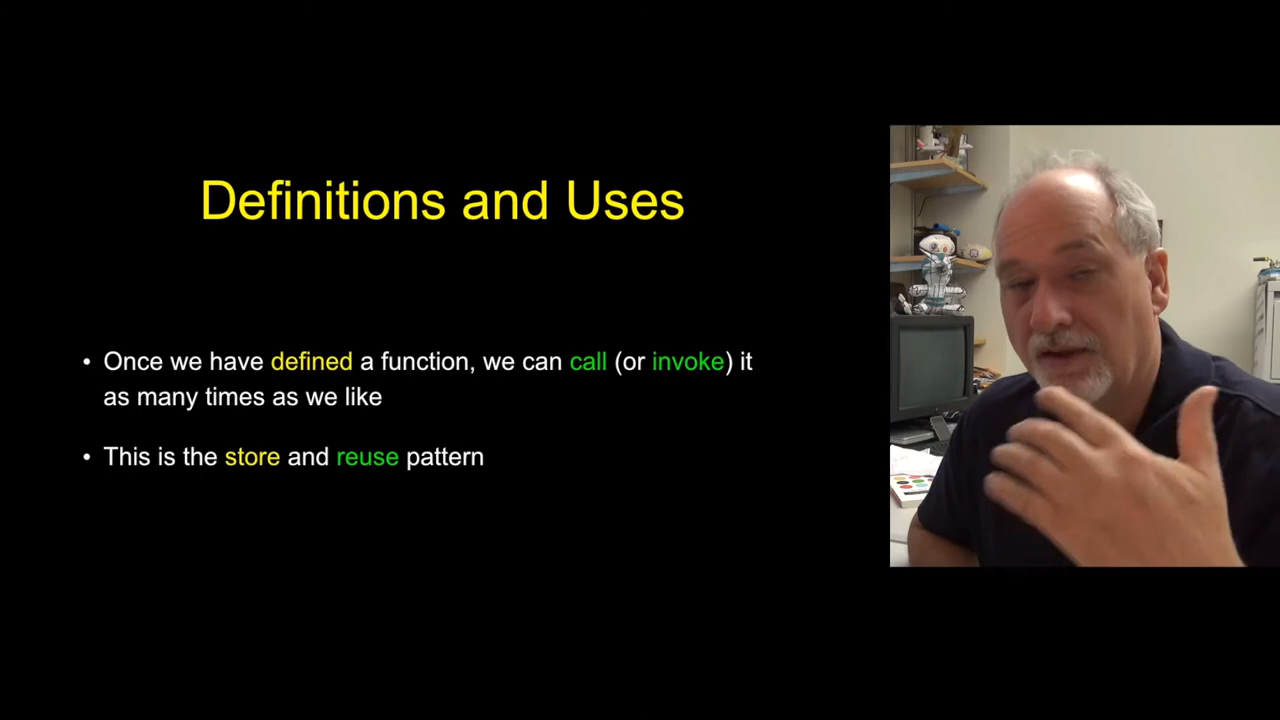 Definitions and Uses
• Once we have defined a function, we can call (or invoke) it
as many times as we like
• This is the store and reuse pattern